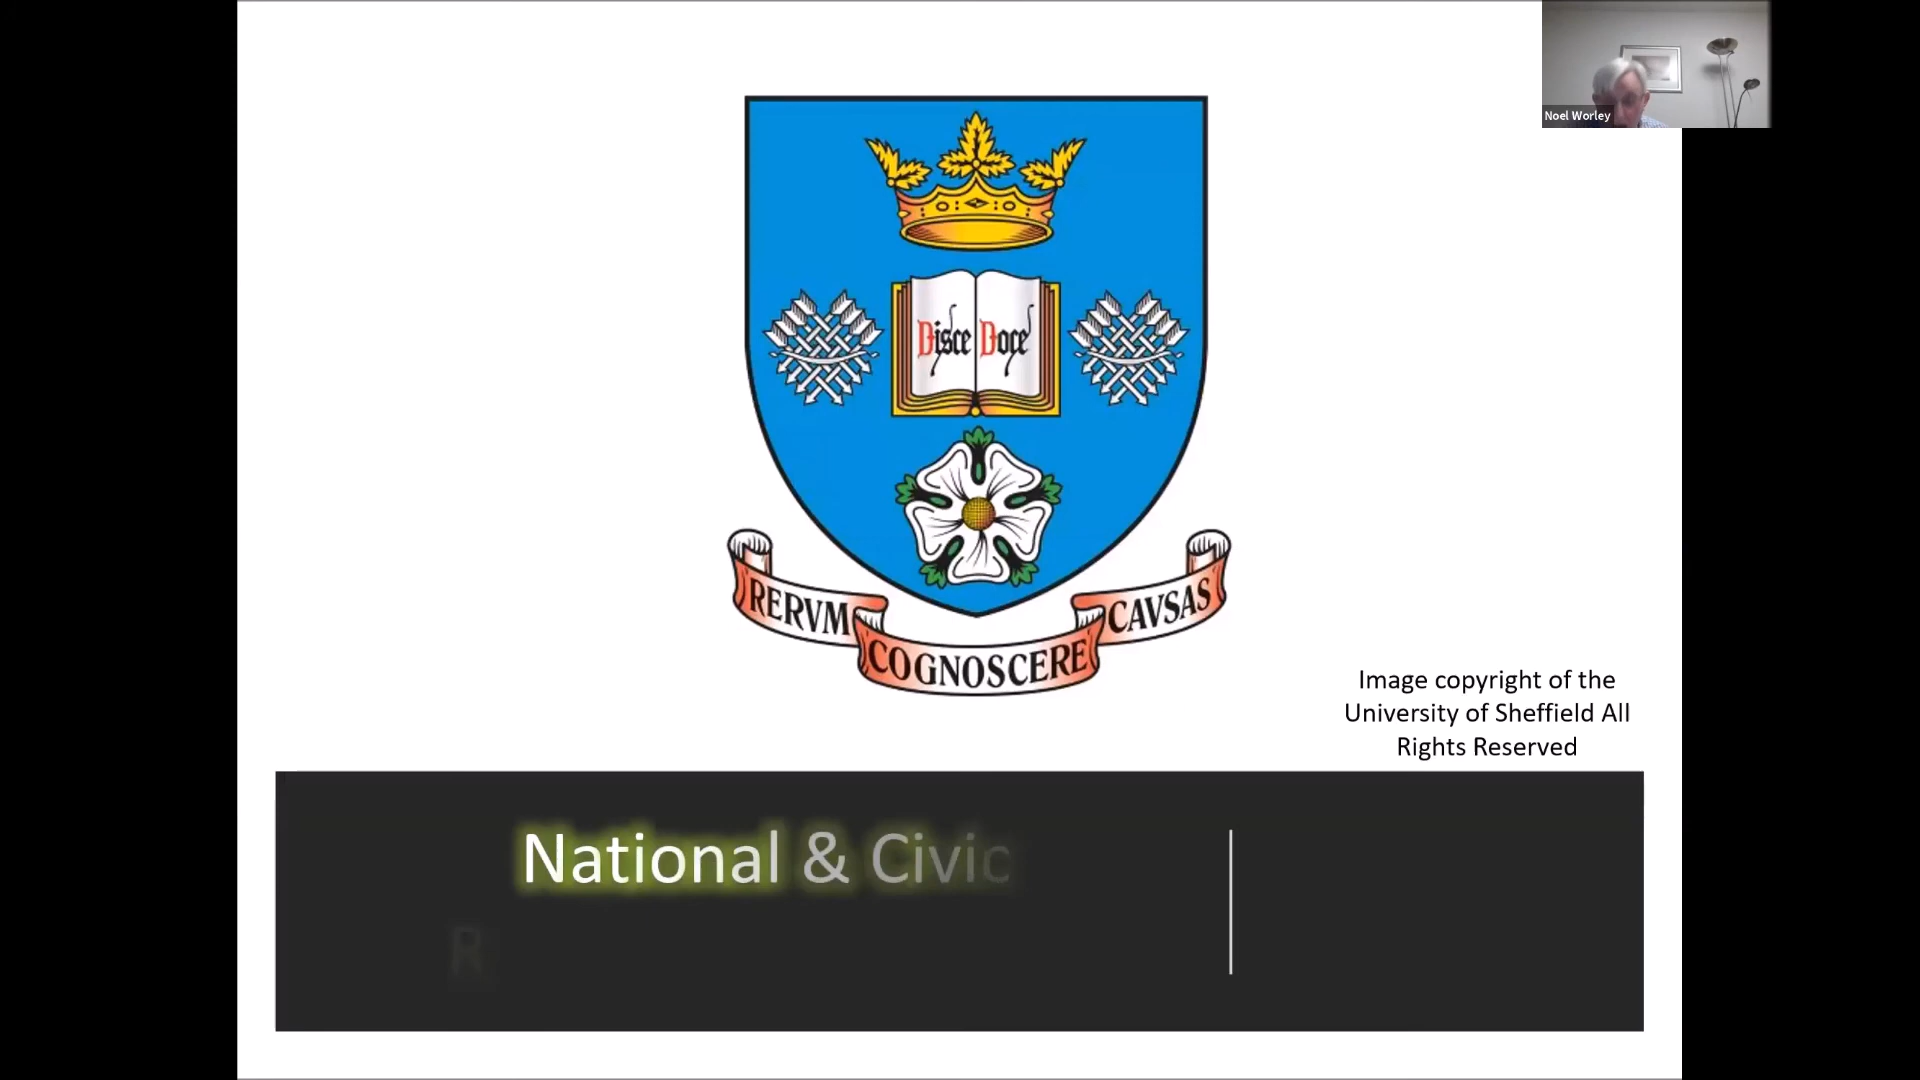 Noel Worley
Disce Doce
RERVM
COGNOSCERE
CAVSAS
Image copyright of the
University of Sheffield All
Rights Reserved
National & Civic
R